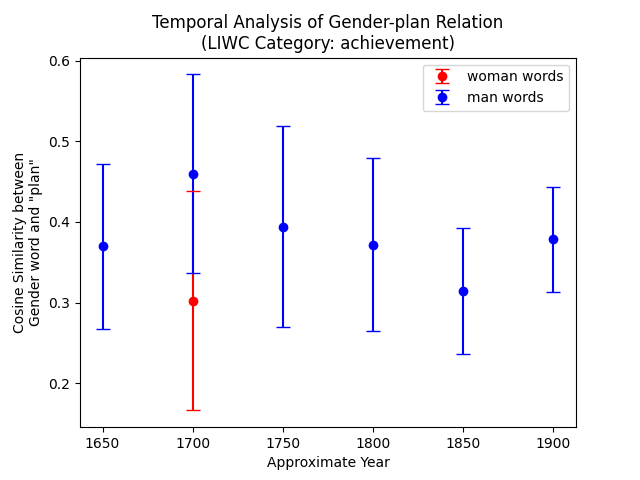 Temporal Analysis of Gender-plan Relation
(LIWC Category: achievement)
woman words
man words
Cosine Similarity between
Gender word and "plan"
0.6
0.5
0.4
0.3
0.2
1650 1700 1750 1800 1850 1900
Approximate Year